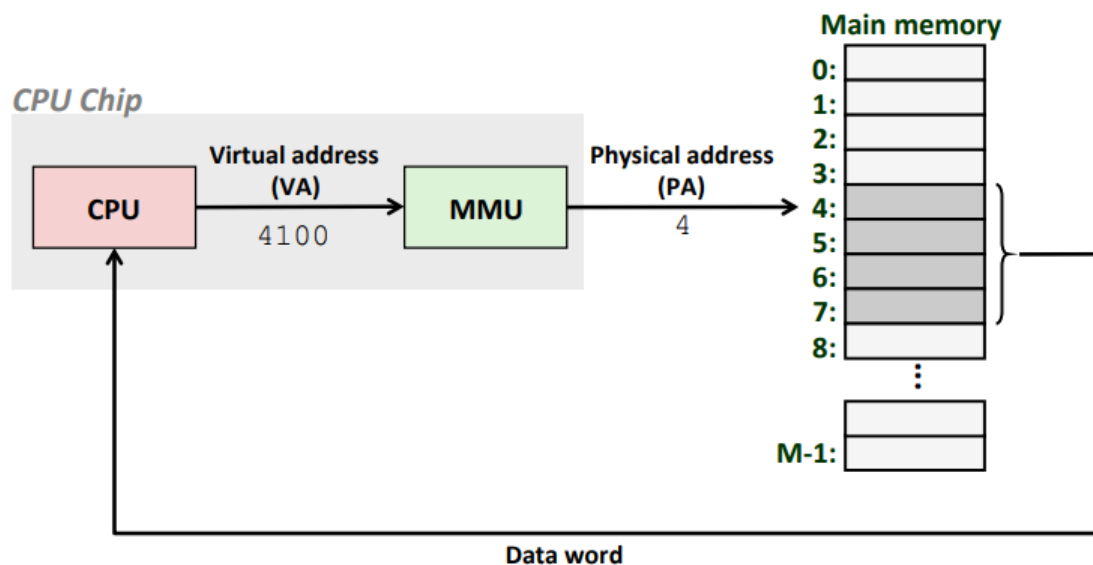 Main memory
0:
CPU Chip
1:
Virtual address
(VA)
Physical address
(PA)
2:
3:
CPU
MMU
4:
4100
4
5:
6:
7:
8:
...
M-1:
Data word